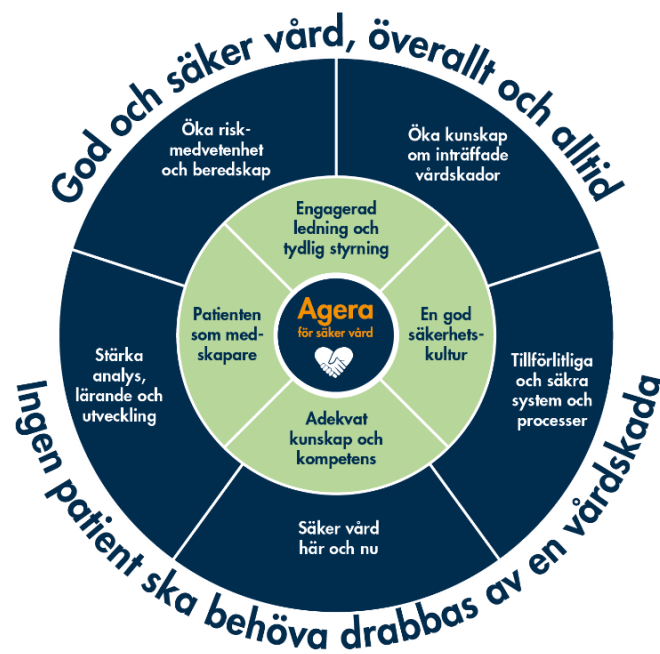 God och säker vård, överallt och alltid
Öka risk-
medvetenhet
och beredskap
Öka kunskap
om inträffade
vårdskador
Engagerad
ledning och
tydlig styrning
Patienten
som med-
skapare
Agera
för säker vård
En god
säkerhets-
kultur
Stärka
analys,
lärande och
utveckling
Tillförlitliga
och säkra
system och
processer
Adekvat
kunskap och
kompetens
Säker vård
här och nu
Ingen patient ska behöva drabbas av en vårdskada